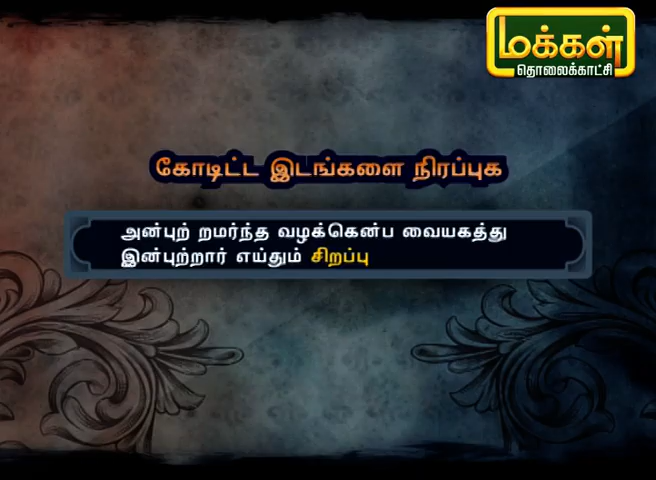 மக்கள்
தொலைக்காட்சி
கோடிட்ட இடங்களை நிரப்புக
அன்புற் றமர்ந்த வழக்கென்ப வையகத்து
இன்புற்றார் எய்தும் சிறப்பு